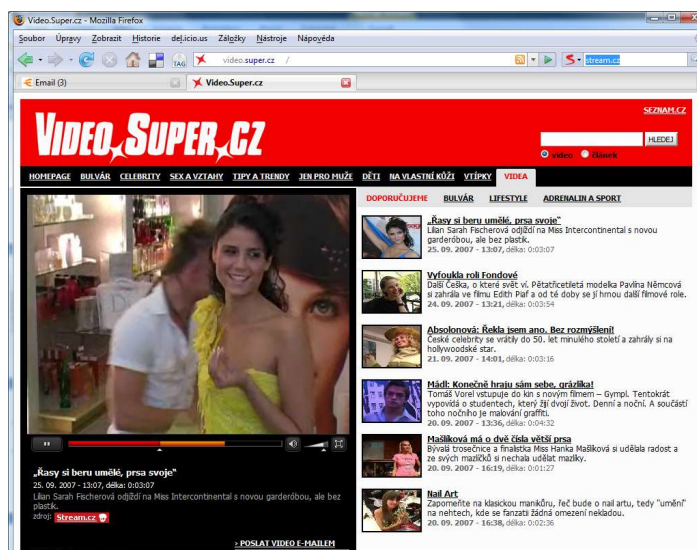 Video.Super.cz - Mozilla Firefox
Soubor Úpravy Zobrazit Historie del.icio.us Záložky Nástroje Nápověda
TAG video.super.cz / S stream.cz
Email (3) Video.Super.cz
SEZNAM.CZ
VIDEO.SUPER.CZ
HLEDEJ
video článek
HOMEPAGE BULVÁR CELEBRITY SEX A VZTAHY TIPY A TRENDY JEN PRO MUŽE DĚTI NA VLASTNÍ KŮŽI VTÍPKY VIDEA
DOPORUČUJEME BULVÁR LIFESTYLE ADRENALIN A SPORT
„Řasy si beru umělé, prsa svoje"
Lilian Sarah Fischerová odjíždí na Miss Intercontinental s novou
garderóbou, ale bez plastik.
25. 09. 2007 - 13:07, délka: 0:03:07
Vyfoukla roli Fondové
Další Češka, o které svět ví. Pětatřicetiletá modelka Pavlína Němcová
si zahrála ve filmu Edith Piaf a od té doby se jí hrnou další filmové role.
24. 09. 2007 - 13:21, délka: 0:03:54
Absolonová: Řekla jsem ano. Bez rozmýšlení!
České celebrity se vrátily do 50. let minulého století a zahrály si na
hollywoodské star.
21. 09. 2007 - 14:01, délka: 0:03:16
Mádl: Konečně hraju sám sebe, grázlíka!
Tomáš Vorel vstupuje do kin s novým filmem – Gympl. Tentokrát
vypovídá o studentech, který žjí dvojí život. Denní a noční. A součástí
toho nočního je malování graffiti.
20. 09. 2007 - 13:36, délka: 0:04:32
Mašlíková má o dvě čísla větší prsa
Bývalá trosečnice a finalistka Miss Hanka Mašlíková si udělala radost a
ze svých mazlíčků si nechala udělat mazlíky.
20. 09. 2007 - 16:19, délka: 0:01:27
Nail Art
Zapomeňte na klasickou manikůru, řeč bude o nail artu, tedy "umění"
na nehtech, kde se fanzatii žádná omezení nekladou.
20. 09. 2007 - 16:38, délka: 0:02:36
„Řasy si beru umělé, prsa svoje"
25. 09. 2007 - 13:07, délka: 0:03:07
Lilian Sarah Fischerová odjíždí na Miss Intercontinental s novou garderóbou, ale bez
plastik.
zdroj: Stream.cz
› POSLAT VIDEO E-MAILEM